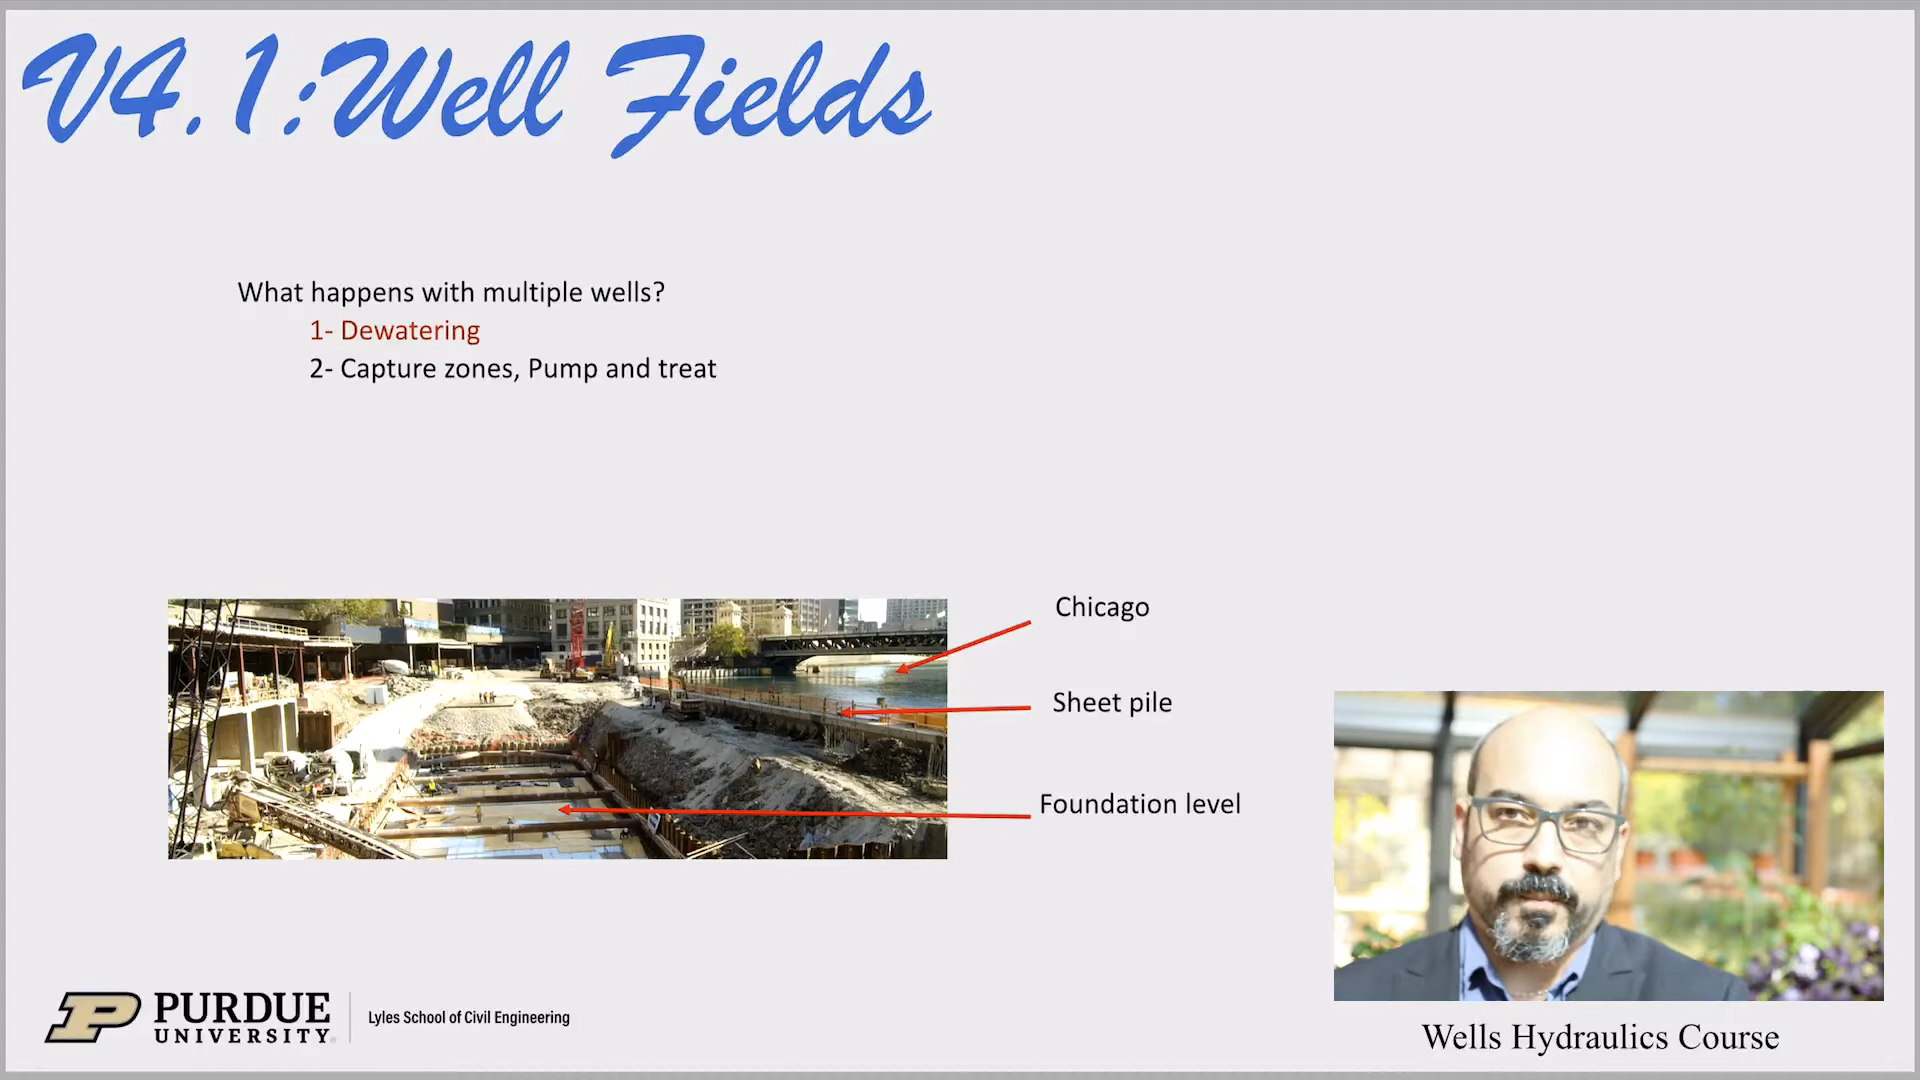 V4.1:Well Fields
What happens with multiple wells?
1- Dewatering
2- Capture zones, Pump and treat
Chicago
Sheet pile
Foundation level
PURDUE
UNIVERSITY
Lyles School of Civil Engineering
Wells Hydraulics Course